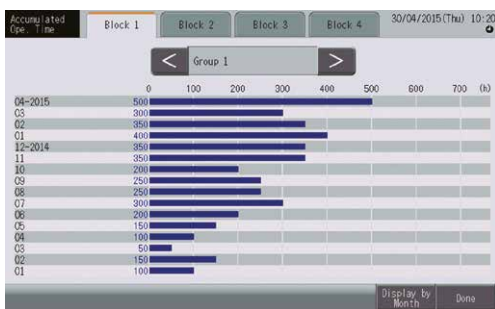 Accumulated
Ope. Time
Block 1
Block 2
Block 3
Block 4
30/04/2015(Thu) 10:20
<
Group 1
>
0 100 200 300 400 500 600 700 (h)
04-2015 500
03 300
02 350
01 400
12-2014 350
11 350
10 200
09 250
08 250
07 300
06 200
05 150
04 100
03 50
02 150
01 100
Display by
Month
Done